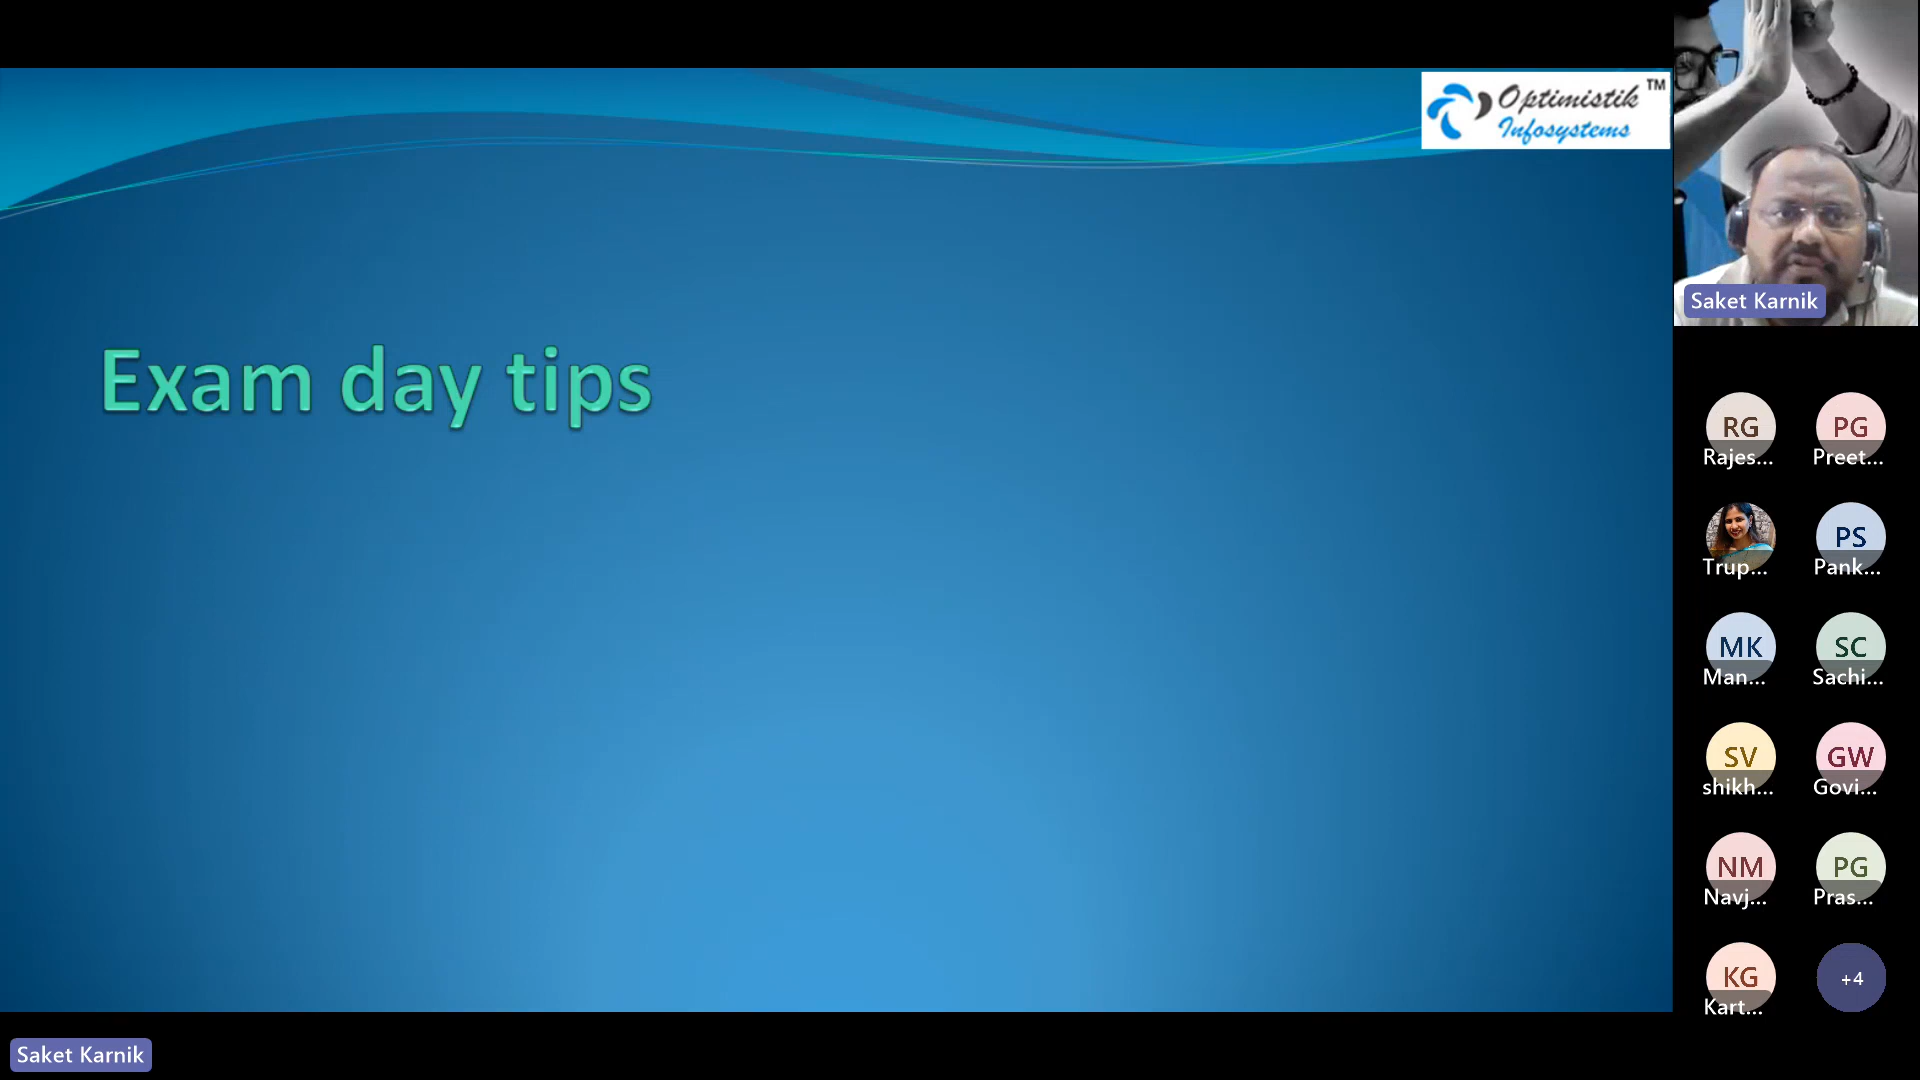 Optimistik TM
Infosystems
Exam day tips
Saket Karnik
RG
Rajes...
PG
Preet...
Trup...
PS
Pank...
MK
Man...
SC
Sachi...
SV
shikh...
GW
Govi...
NM
Navj...
PG
Pras...
KG
Kart...
+4
Saket Karnik